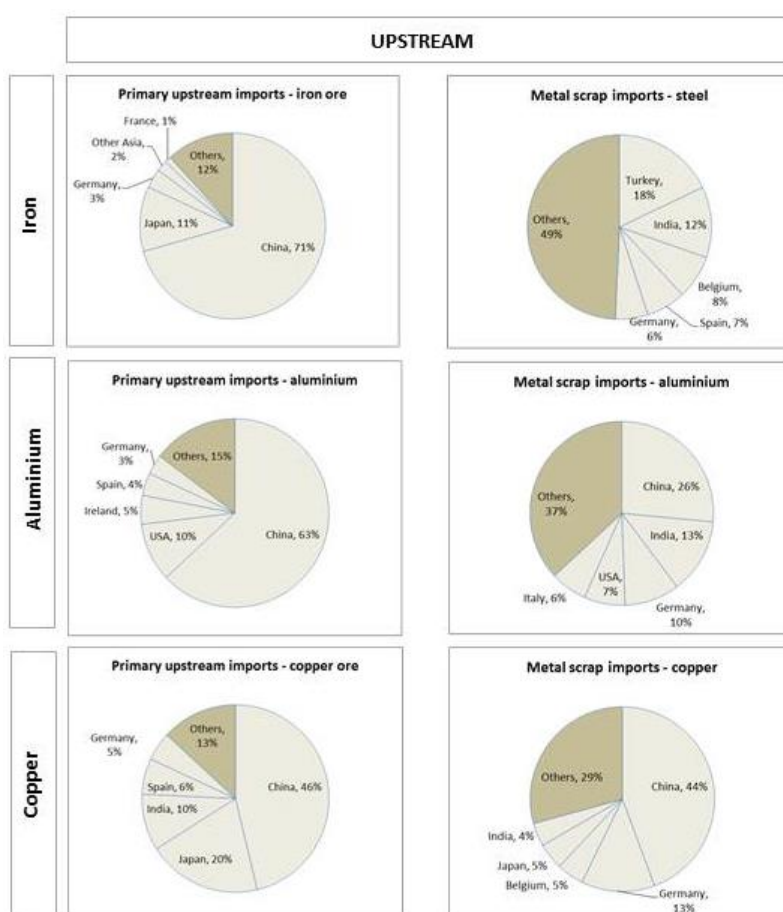 UPSTREAM
Iron
Primary upstream imports - iron ore
France, 1%
Other Asia,
2%
Germany,
3%
Japan, 11%
Others,
12%
China, 71%
Metal scrap imports - steel
Turkey,
18%
India, 12%
Belgium,
8%
Spain, 7%
Germany,
6%
Others,
49%
Aluminium
Primary upstream imports - aluminium
Germany,
3%
Spain, 4%
Ireland, 5%
USA, 10%
Others, 15%
China, 63%
Metal scrap imports - aluminium
China, 26%
India, 13%
Germany,
10%
USA,
7%
Italy, 6%
Others,
37%
Copper
Primary upstream imports - copper ore
Germany,
5%
Spain, 6%
India, 10%
Japan, 20%
Others,
13%
China, 46%
Metal scrap imports - copper
China, 44%
Germany,
13%
Belgium, 5%
Japan, 5%
India, 4%
Others, 29%